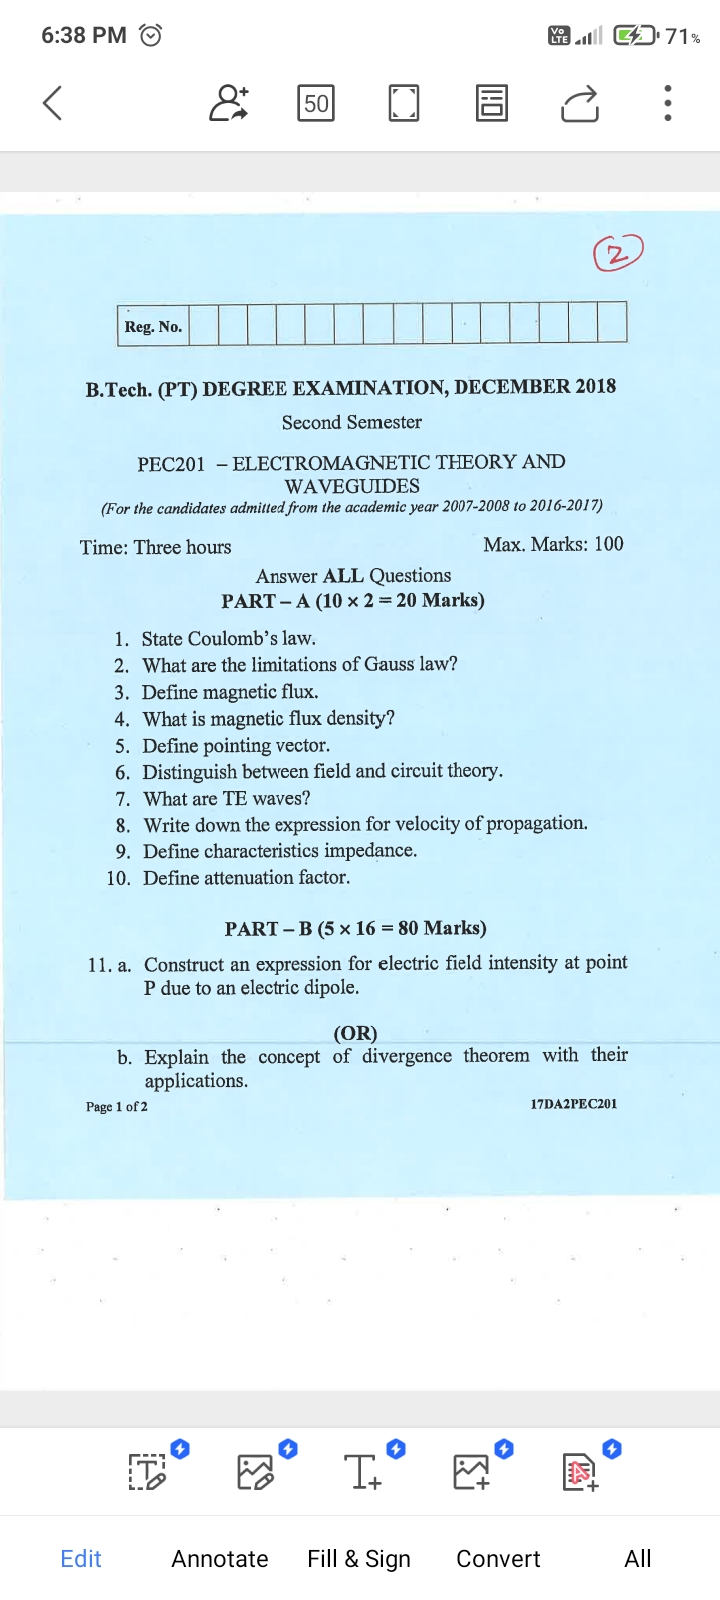 6:38 PM
Vo
LTE
71%
50
2
Reg. No.
B.Tech. (PT) DEGREE EXAMINATION, DECEMBER 2018
Second Semester
PEC201 – ELECTROMAGNETIC THEORY AND
WAVEGUIDES
(For the candidates admitted from the academic year 2007-2008 to 2016-2017)
Time: Three hours Max. Marks: 100
Answer ALL Questions
PART – A (10 × 2 = 20 Marks)
1. State Coulomb's law.
2. What are the limitations of Gauss law?
3. Define magnetic flux.
4. What is magnetic flux density?
5. Define pointing vector.
6. Distinguish between field and circuit theory.
7. What are TE waves?
8. Write down the expression for velocity of propagation.
9. Define characteristics impedance.
10. Define attenuation factor.
PART – B (5 × 16 = 80 Marks)
11. a. Construct an expression for electric field intensity at point
P due to an electric dipole.
(OR)
b. Explain the concept of divergence theorem with their
applications.
Page 1 of 2 17DA2PEC201
Edit Annotate Fill & Sign Convert All